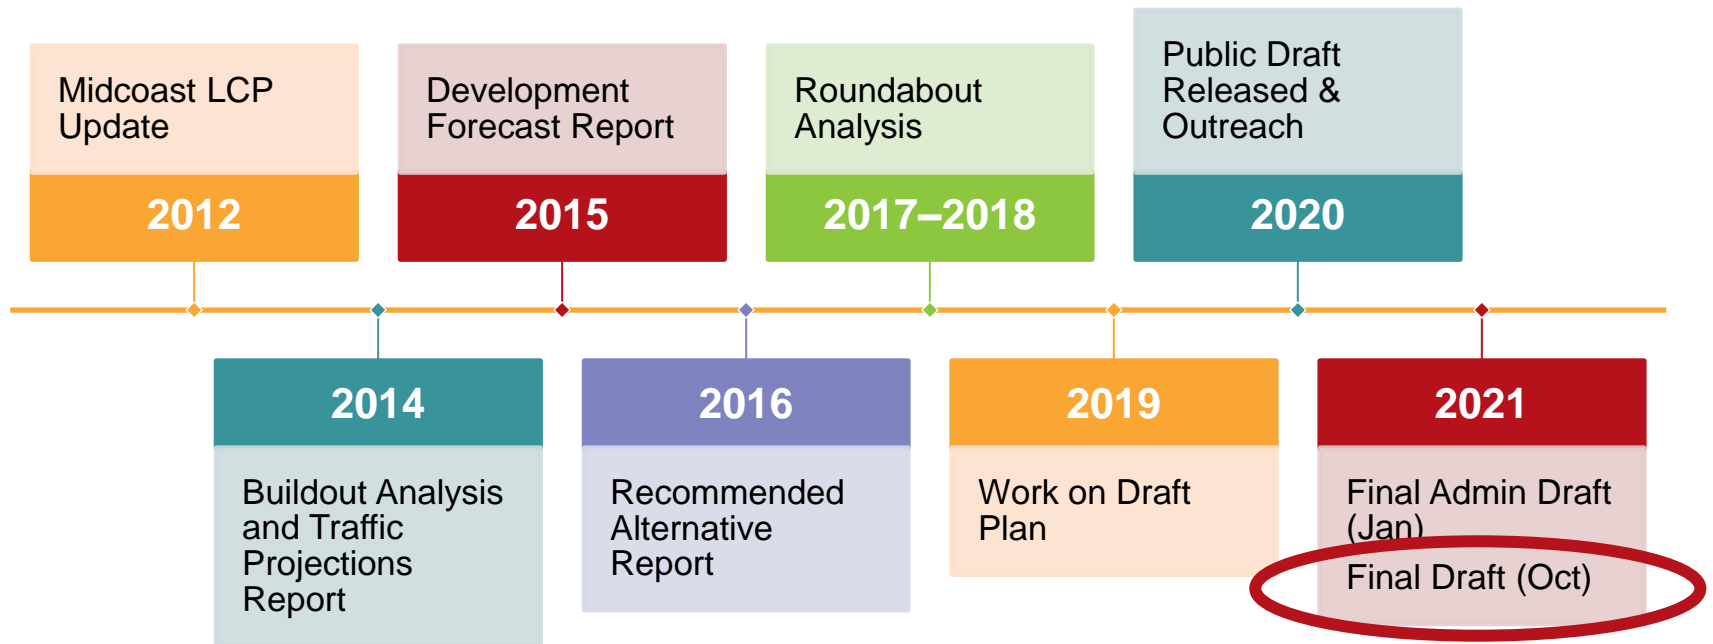 Midcoast LCP
Update
2012
Development
Forecast Report
2015
Roundabout
Analysis
2017–2018
Public Draft
Released &
Outreach
2020
2014
Buildout Analysis
and Traffic
Projections
Report
2016
Recommended
Alternative
Report
2019
Work on Draft
Plan
2021
Final Admin Draft
(Jan)
Final Draft (Oct)